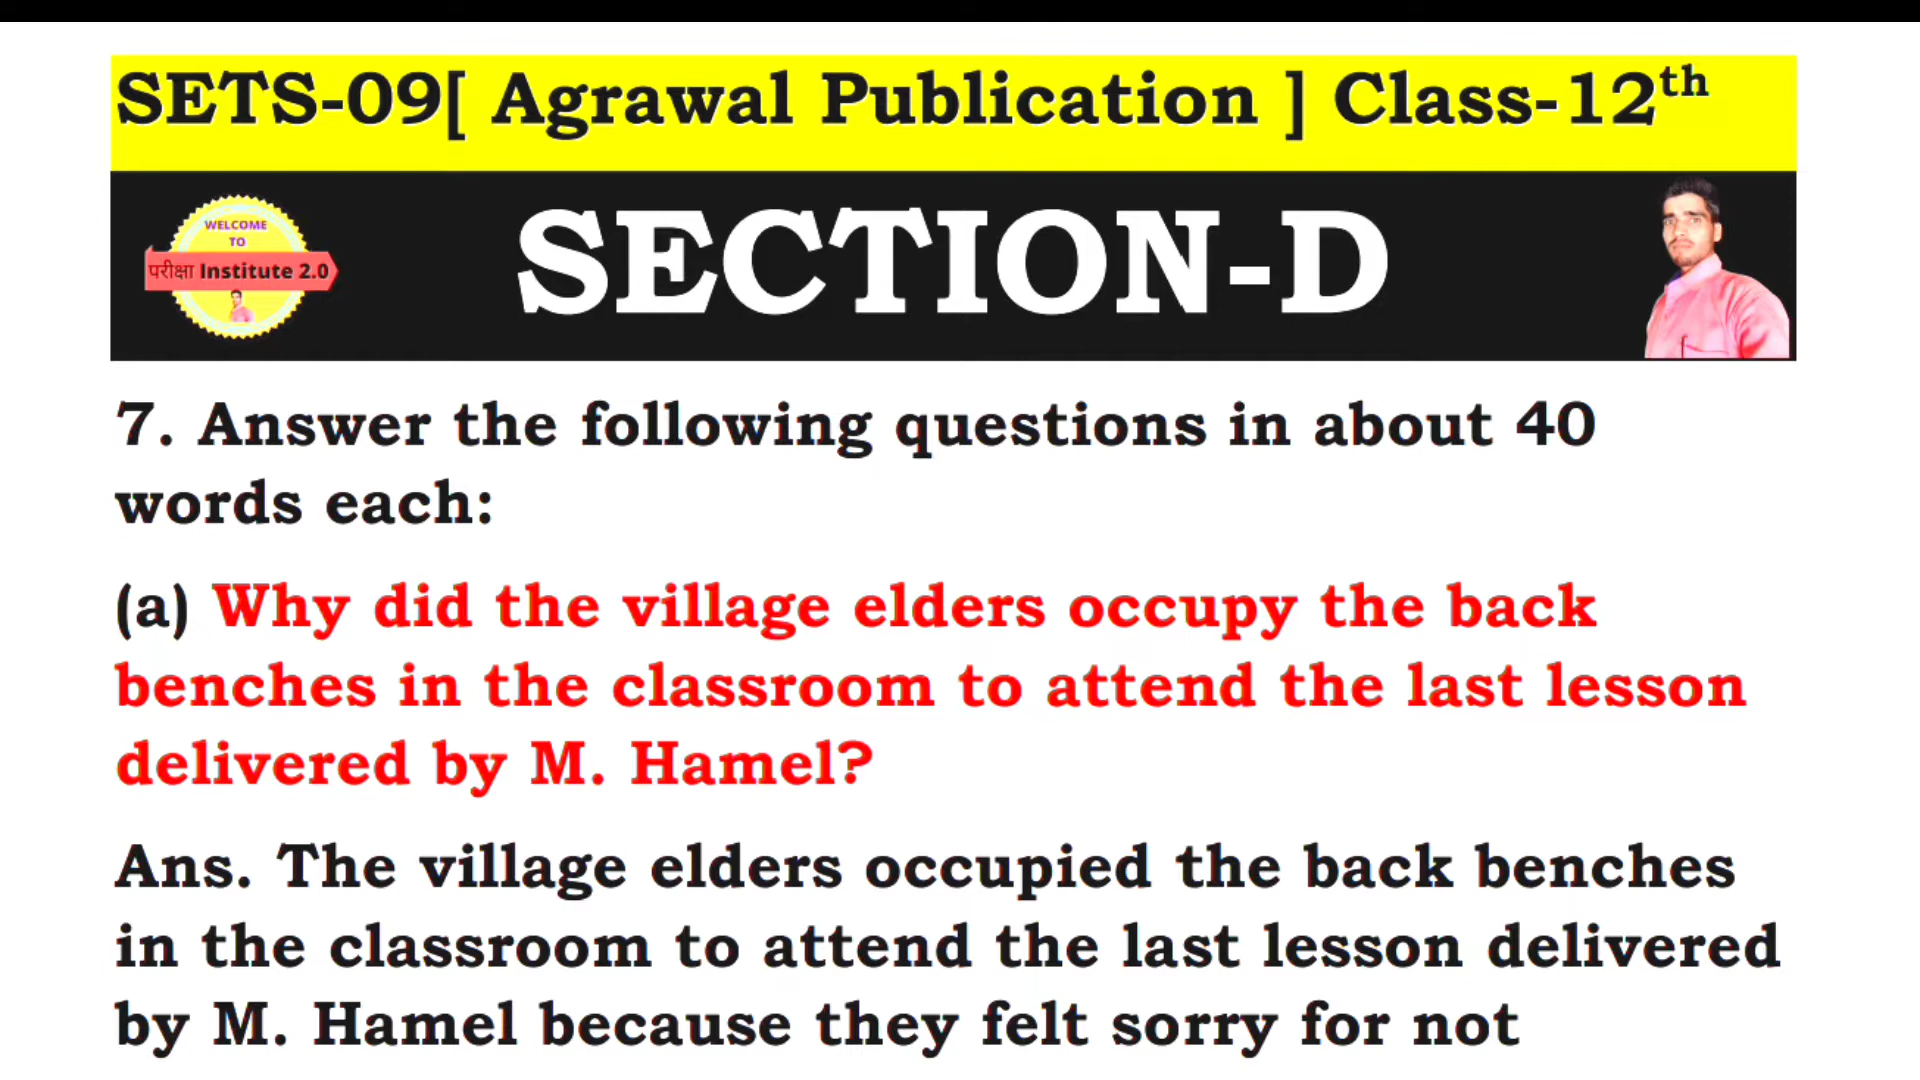 SETS-09[ Agrawal Publication ] Class-12th
WELCOME
TO
परीक्षा Institute 2.0
SECTION-D
7. Answer the following questions in about 40
words each:
(a) Why did the village elders occupy the back
benches in the classroom to attend the last lesson
delivered by M. Hamel?
Ans. The village elders occupied the back benches
in the classroom to attend the last lesson delivered
by M. Hamel because they felt sorry for not